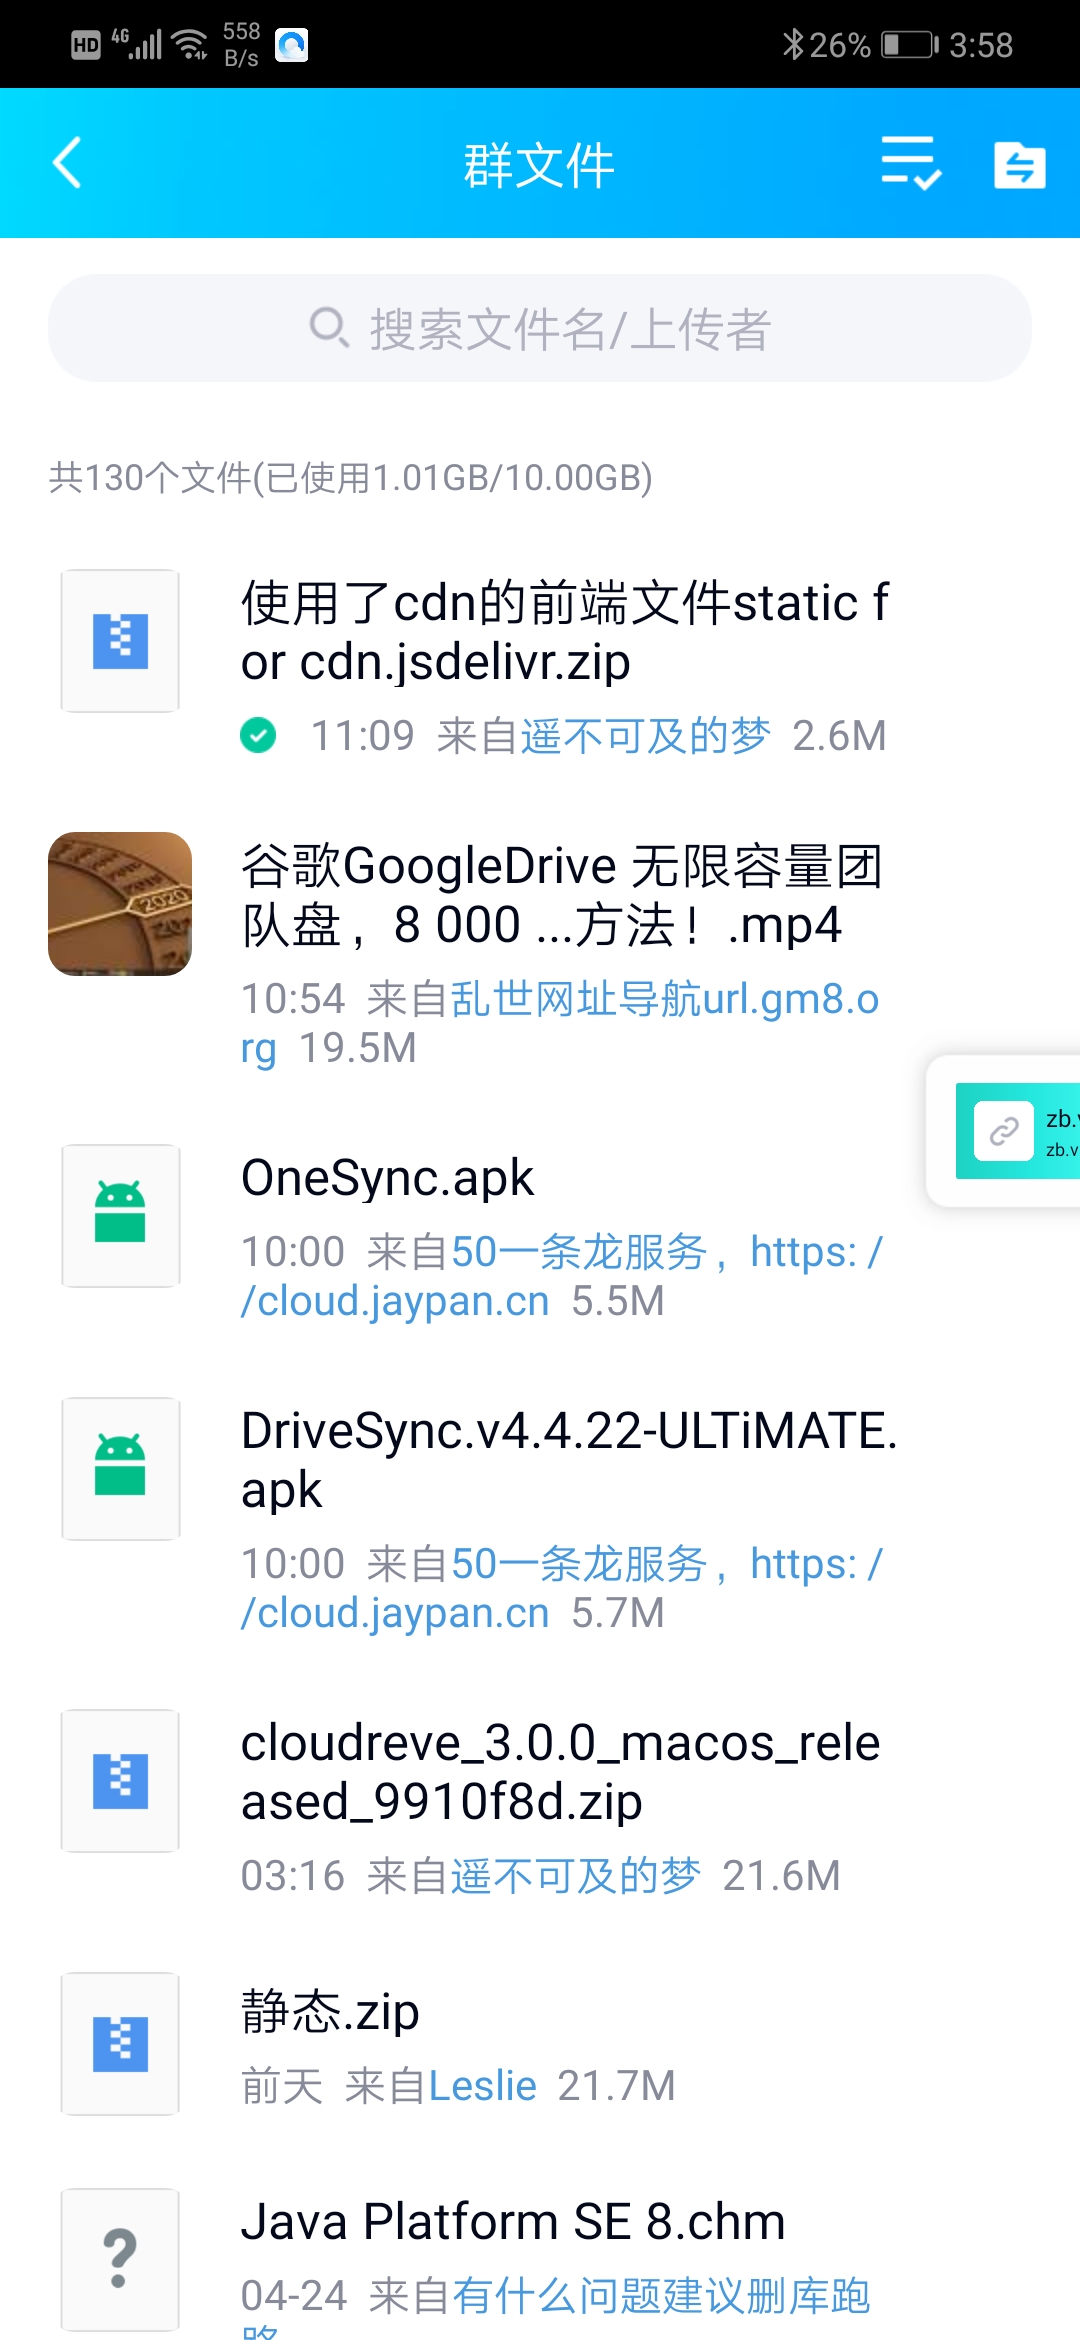 HD 4G 558 B/s 26% 3:58
群文件
搜索文件名/上传者
共130个文件(已使用1.01GB/10.00GB)
使用了cdn的前端文件static f
or cdn.jsdelivr.zip
11:09 来自遥不可及的梦 2.6M
2020
谷歌GoogleDrive 无限容量团
队盘，8 000 ...方法！.mp4
10:54 来自乱世网址导航url.gm8.o
rg 19.5M
zb.v
zb.v
OneSync.apk
10:00 来自50一条龙服务，https: /
/cloud.jaypan.cn 5.5M
DriveSync.v4.4.22-ULTiMATE.
apk
10:00 来自50一条龙服务，https: /
/cloud.jaypan.cn 5.7M
cloudreve_3.0.0_macos_rele
ased_9910f8d.zip
03:16 来自遥不可及的梦 21.6M
静态.zip
前天 来自Leslie 21.7M
Java Platform SE 8.chm
04-24 来自有什么问题建议删库跑